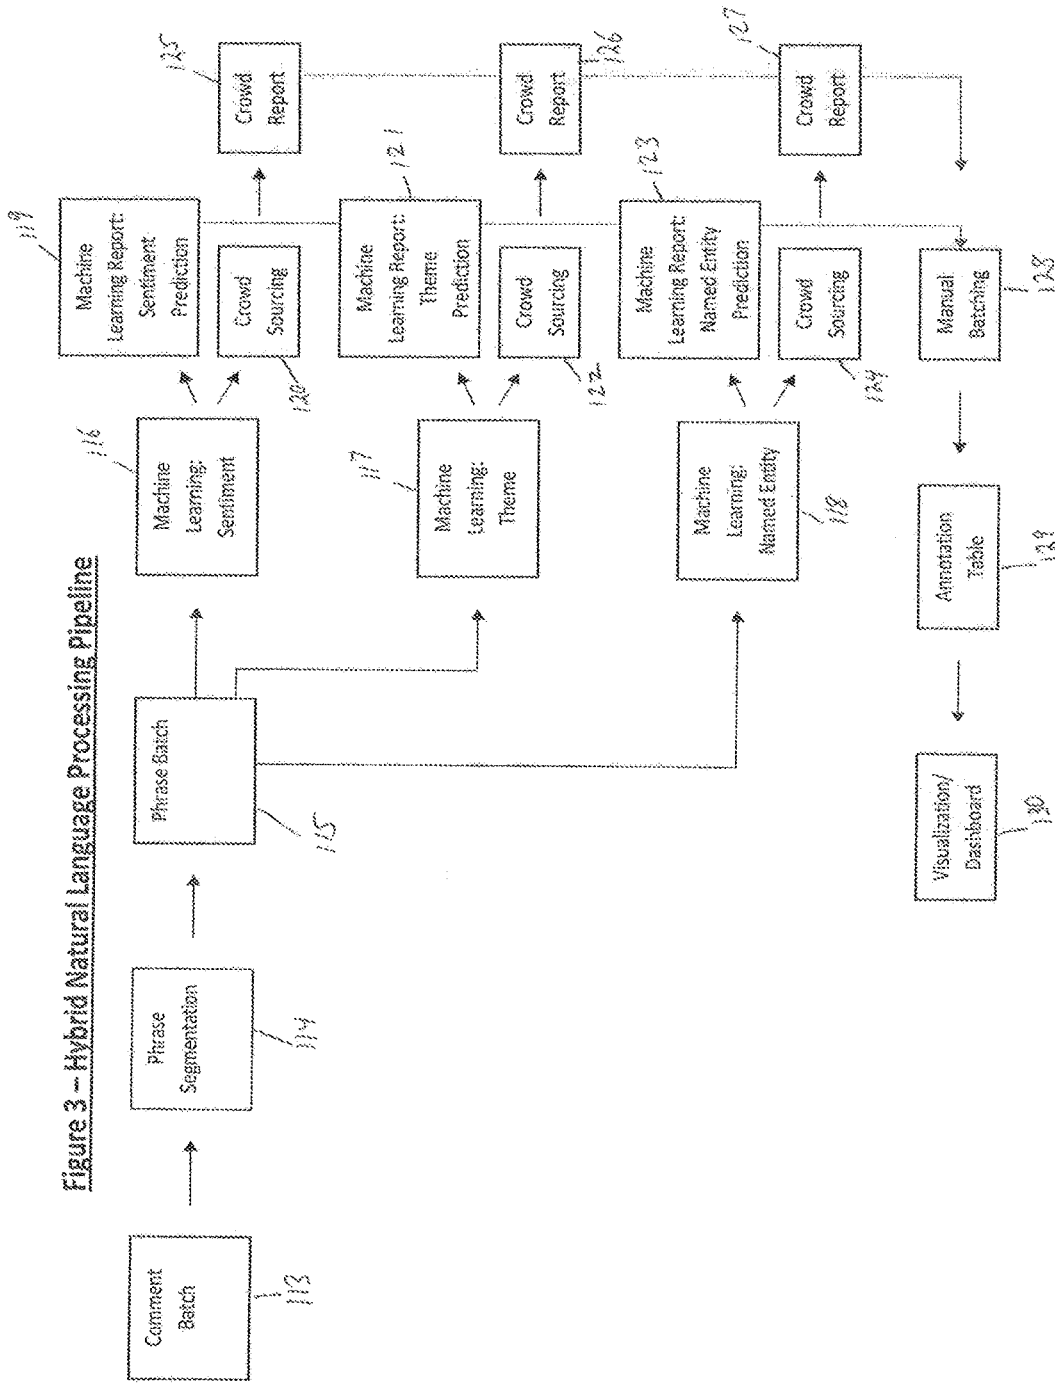 Figure 3 – Hybrid Natural Language Processing Pipeline
Comment
Batch
113
Phrase
Segmentation
114
Phrase Batch
115
Machine
Learning:
Sentiment
116
Machine
Learning:
Theme
117
Machine
Learning:
Named Entity
118
Machine
Learning Report:
Sentiment
Prediction
119
Crowd
Sourcing
120
Machine
Learning Report:
Theme
Prediction
121
Crowd
Sourcing
122
Machine
Learning Report:
Named Entity
Prediction
123
Crowd
Sourcing
124
Crowd
Report
125
Crowd
Report
126
Crowd
Report
127
Manual
Batching
128
Annotation
Table
129
Visualization/
Dashboard
130